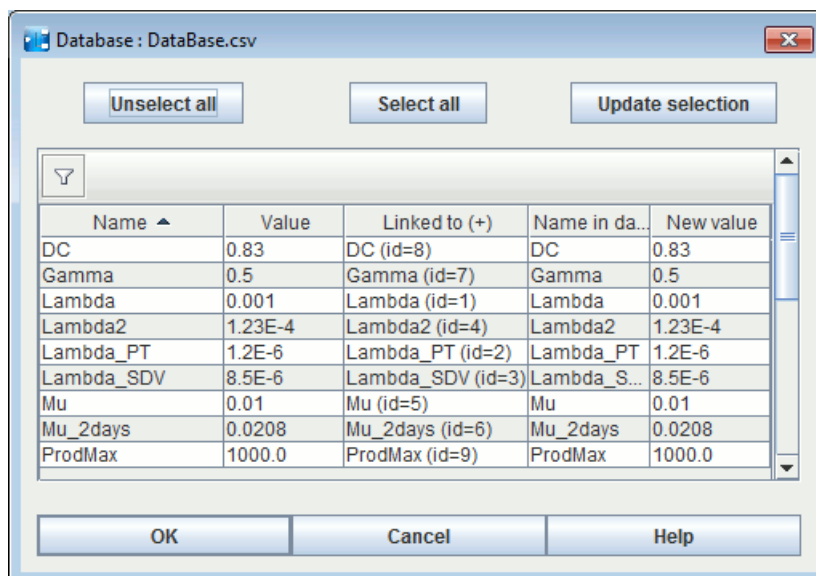 Database : DataBase.csv
Unselect all Select all Update selection
Name Value Linked to (+) Name in da... New value
DC 0.83 DC (id=8) DC 0.83
Gamma 0.5 Gamma (id=7) Gamma 0.5
Lambda 0.001 Lambda (id=1) Lambda 0.001
Lambda2 1.23E-4 Lambda2 (id=4) Lambda2 1.23E-4
Lambda_PT 1.2E-6 Lambda_PT (id=2) Lambda_PT 1.2E-6
Lambda_SDV 8.5E-6 Lambda_SDV (id=3) Lambda_S... 8.5E-6
Mu 0.01 Mu (id=5) Mu 0.01
Mu_2days 0.0208 Mu_2days (id=6) Mu_2days 0.0208
ProdMax 1000.0 ProdMax (id=9) ProdMax 1000.0
OK Cancel Help